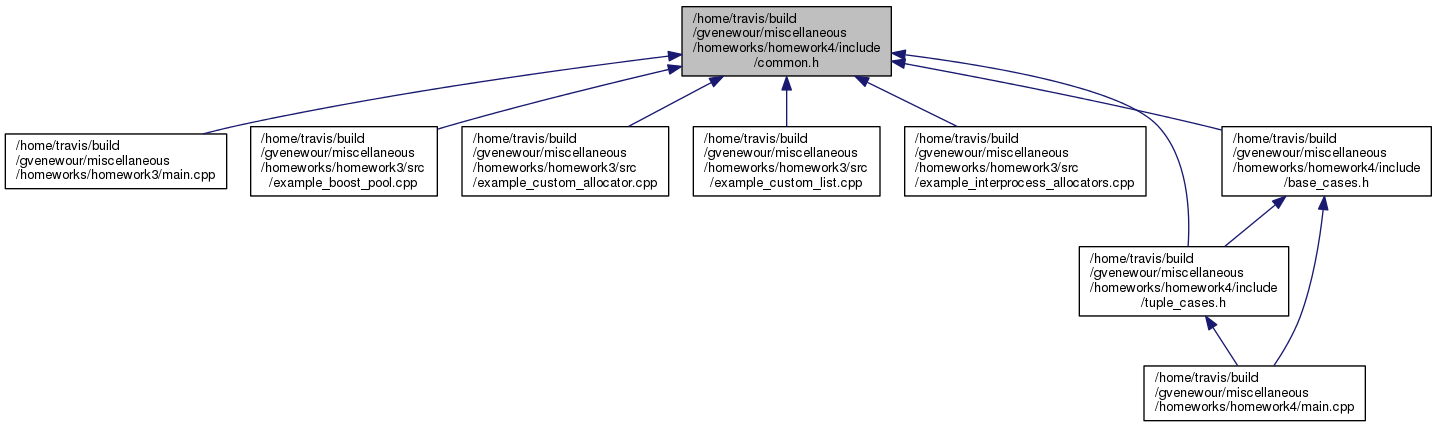 /home/travis/build
/gvenewour/miscellaneous
/homeworks/homework4/include
/common.h
/home/travis/build
/gvenewour/miscellaneous
/homeworks/homework3/main.cpp
/home/travis/build
/gvenewour/miscellaneous
/homeworks/homework3/src
/example_boost_pool.cpp
/home/travis/build
/gvenewour/miscellaneous
/homeworks/homework3/src
/example_custom_allocator.cpp
/home/travis/build
/gvenewour/miscellaneous
/homeworks/homework3/src
/example_custom_list.cpp
/home/travis/build
/gvenewour/miscellaneous
/homeworks/homework3/src
/example_interprocess_allocators.cpp
/home/travis/build
/gvenewour/miscellaneous
/homeworks/homework4/include
/base_cases.h
/home/travis/build
/gvenewour/miscellaneous
/homeworks/homework4/include
/tuple_cases.h
/home/travis/build
/gvenewour/miscellaneous
/homeworks/homework4/main.cpp